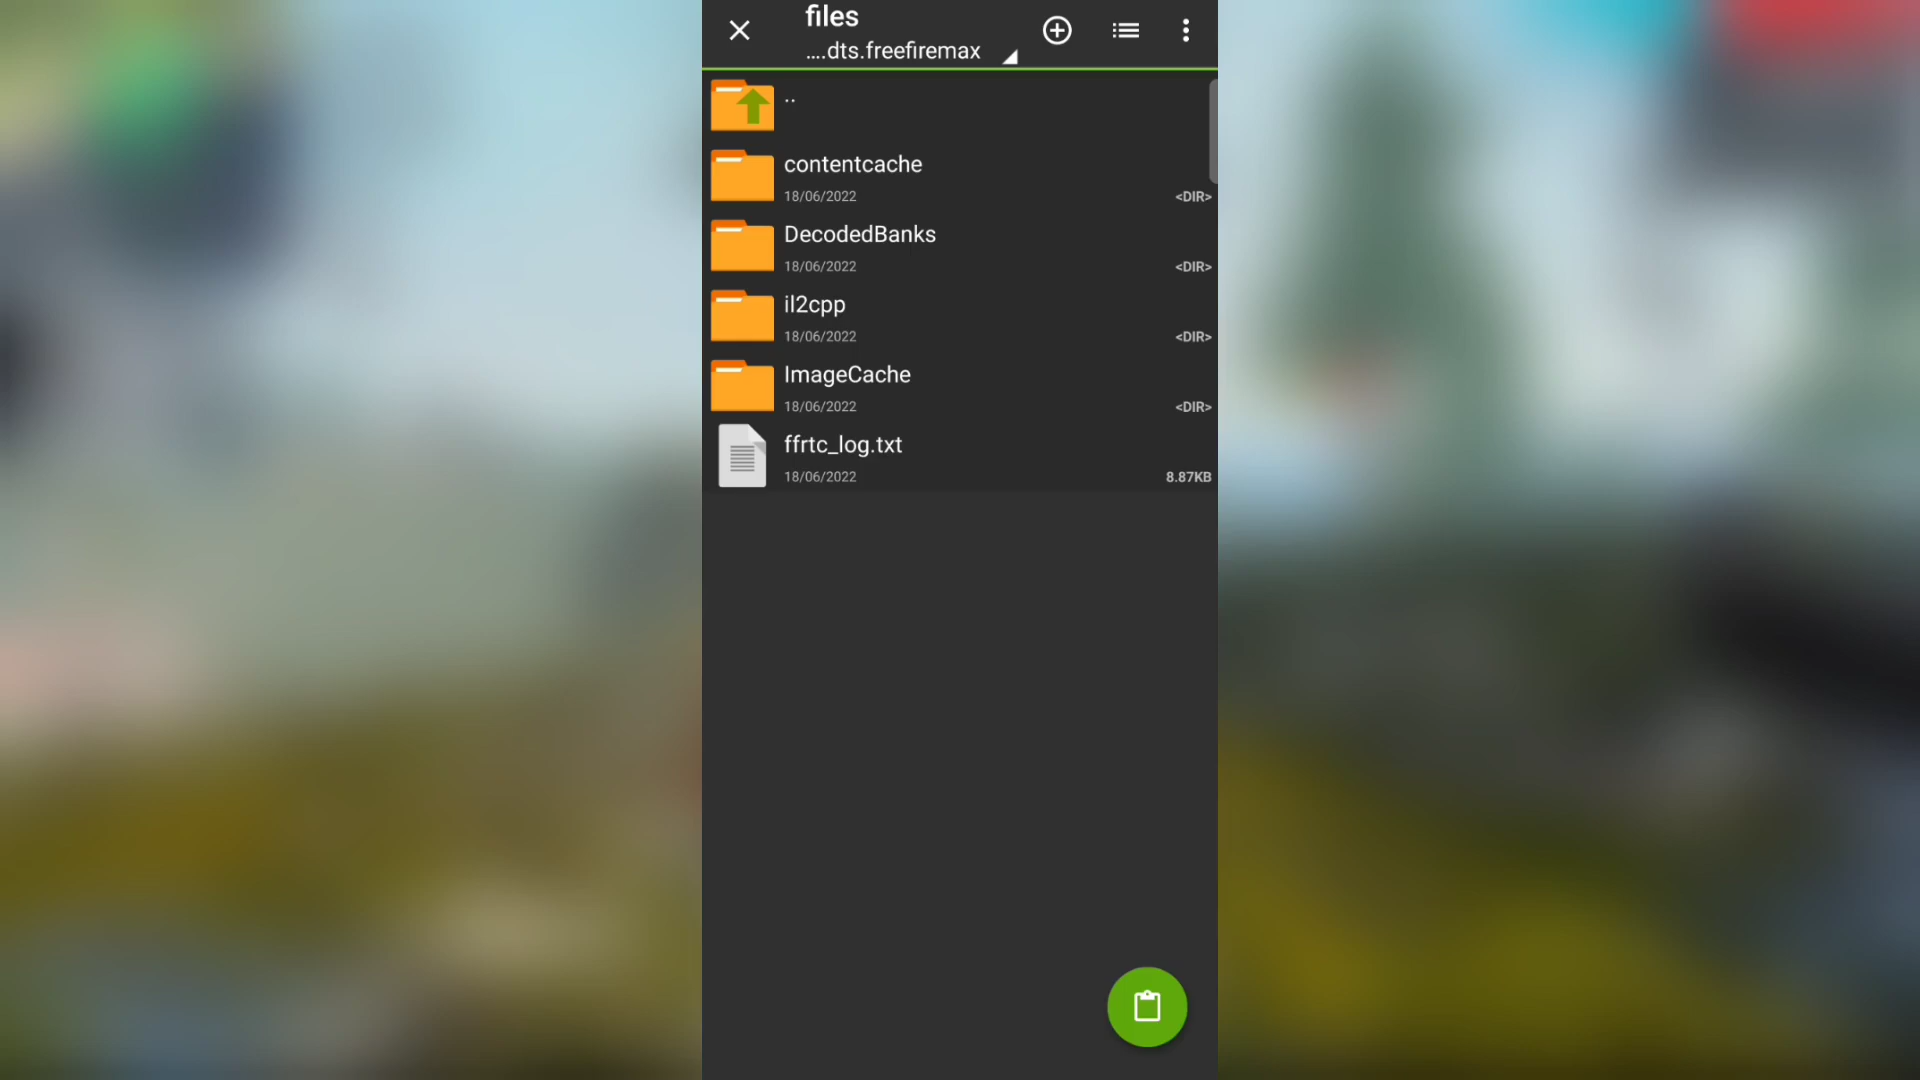 files
....dts.freefiremax
..
contentcache
18/06/2022 <DIR>
DecodedBanks
18/06/2022 <DIR>
il2cpp
18/06/2022 <DIR>
ImageCache
18/06/2022 <DIR>
ffrtc_log.txt
18/06/2022 8.87KB